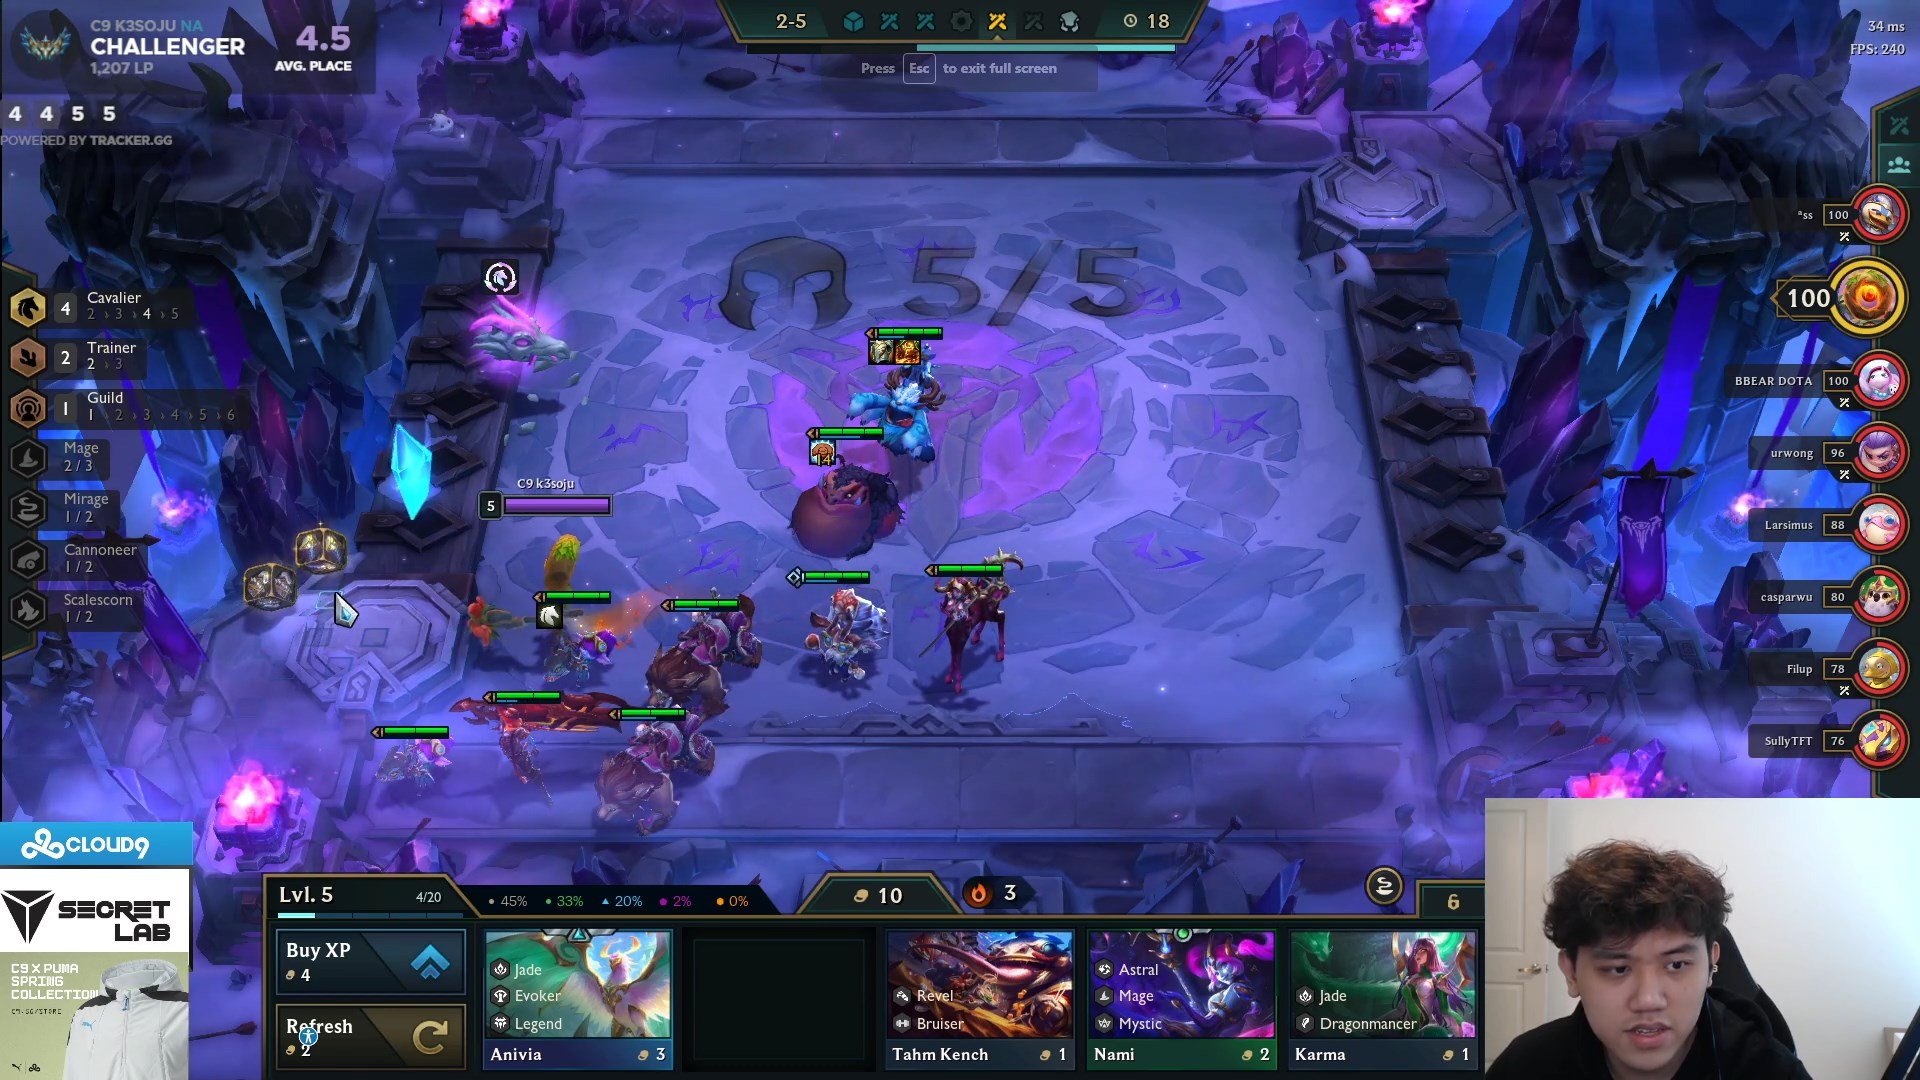 C9 K3SOJU NA
CHALLENGER
1,207 LP
4.5
AVG. PLACE
4 4 5 5
POWERED BY TRACKER.GG
2-5
18
Press Esc to exit full screen
34 ms
FPS: 240
5/5
4 Cavalier
2 › 3 › 4 › 5
2 Trainer
2 › 3
1 Guild
1 › 2 › 3 › 4 › 5 › 6
Mage
2 / 3
Mirage
1 / 2
Cannoneer
1 / 2
Scalescorn
1 / 2
C9 k3soju
5
14
ªss 100
100
BBEAR DOTA 100
urwong 96
Larsimus 88
casparwu 80
Filup 78
SullyTFT 76
CLOUD9
SECRET
LAB
C9 X PUMA
SPRING
COLLECTION
C9.GG/STORE
Lvl. 5
4/20
45%
33%
20%
2%
0%
10
3
6
Buy XP
4
Refresh
2
Jade
Evoker
Legend
Anivia 3
Revel
Bruiser
Tahm Kench 1
Astral
Mage
Mystic
Nami 2
Jade
Dragonmancer
Karma 1